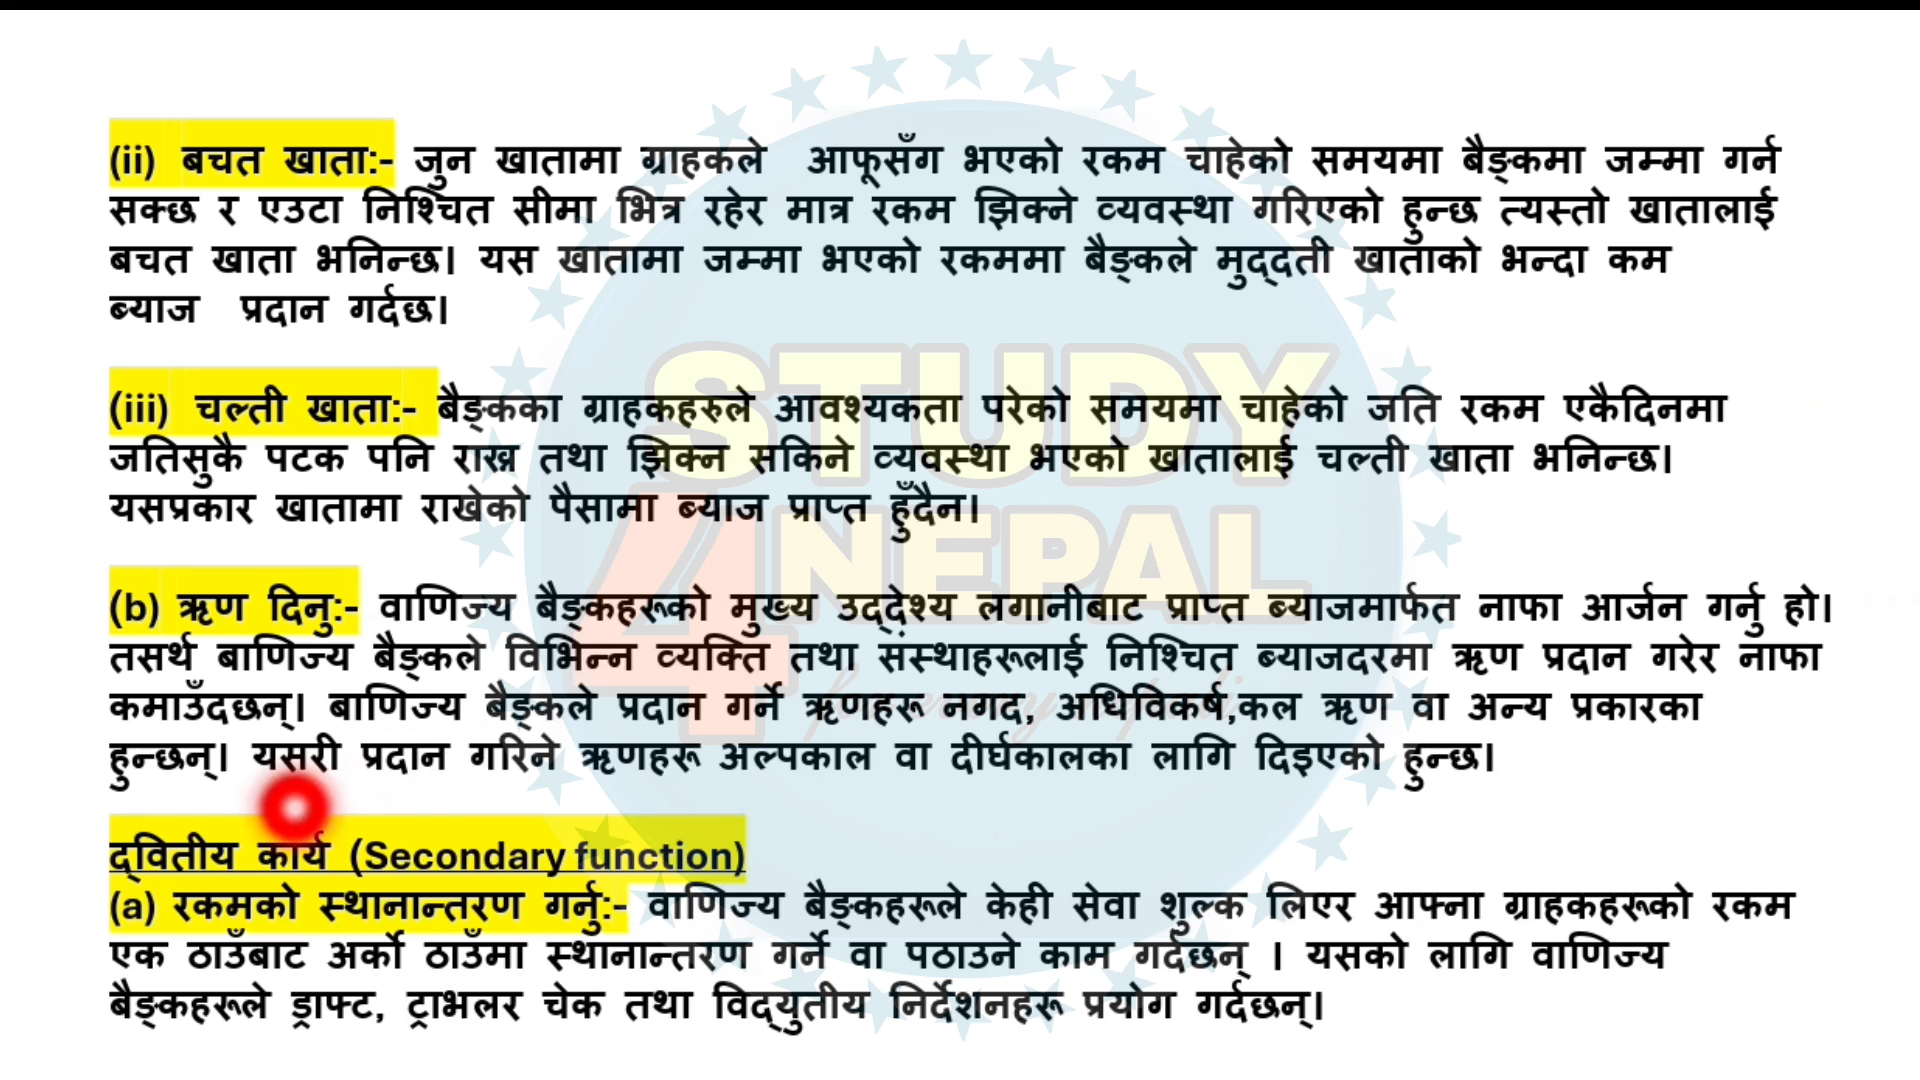 (ii) बचत खाता:- जुन खातामा ग्राहकले आफूसँग भएको रकम चाहेको समयमा बैङ्कमा जम्मा गर्न
सक्छ र एउटा निश्चित सीमा भित्र रहेर मात्र रकम झिक्ने व्यवस्था गरिएको हुन्छ त्यस्तो खातालाई
बचत खाता भनिन्छ। यस खातामा जम्मा भएको रकममा बैङ्कले मुद्दती खाताको भन्दा कम
ब्याज प्रदान गर्दछ।
(iii) चल्ती खाता:- बैङ्कका ग्राहकहरुले आवश्यकता परेको समयमा चाहेको जति रकम एकैदिनमा
जतिसुकै पटक पनि राख्न तथा झिक्न सकिने व्यवस्था भएको खातालाई चल्ती खाता भनिन्छ।
यसप्रकार खातामा राखेको पैसामा ब्याज प्राप्त हुँदैन।
(b) ऋण दिनु:- वाणिज्य बैङ्कहरूको मुख्य उद्देश्य लगानीबाट प्राप्त ब्याजमार्फत नाफा आर्जन गर्नु हो।
तसर्थ बाणिज्य बैङ्कले विभिन्न व्यक्ति तथा संस्थाहरूलाई निश्चित ब्याजदरमा ऋण प्रदान गरेर नाफा
कमाउँदछन्। बाणिज्य बैङ्कले प्रदान गर्ने ऋणहरू नगद, अधिविकर्ष,कल ऋण वा अन्य प्रकारका
हुन्छन्। यसरी प्रदान गरिने ऋणहरू अल्पकाल वा दीर्घकालका लागि दिइएको हुन्छ।
द्वितीय कार्य (Secondary function)
(a) रकमको स्थानान्तरण गर्नु:- वाणिज्य बैङ्कहरूले केही सेवा शुल्क लिएर आफ्ना ग्राहकहरूको रकम
एक ठाउँबाट अर्को ठाउँमा स्थानान्तरण गर्ने वा पठाउने काम गर्दछन् । यसको लागि वाणिज्य
बैङ्कहरूले ड्राफ्ट, ट्राभलर चेक तथा विद्युतीय निर्देशनहरू प्रयोग गर्दछन्।
STUDY
4 NEPAL